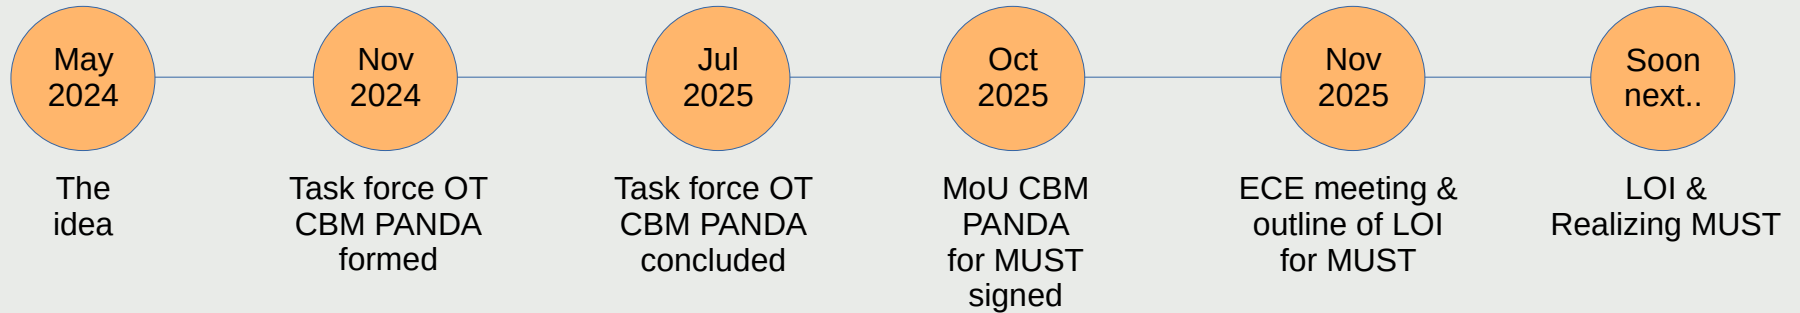 May
2024
Nov
2024
Jul
2025
Oct
2025
Nov
2025
Soon
next..
The
idea
Task force OT
CBM PANDA
formed
Task force OT
CBM PANDA
concluded
MoU CBM
PANDA
for MUST
signed
ECE meeting &
outline of LOI
for MUST
LOI &
Realizing MUST